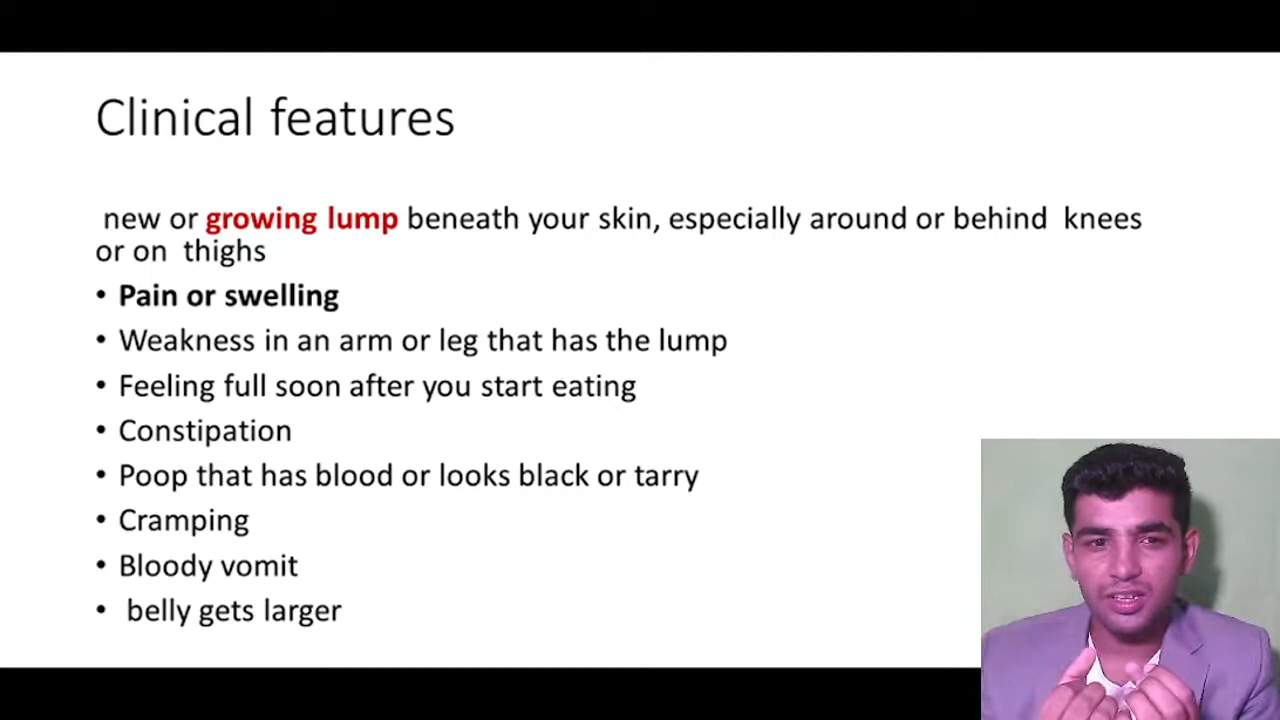 Clinical features
new or growing lump beneath your skin, especially around or behind knees
or on thighs
• Pain or swelling
• Weakness in an arm or leg that has the lump
• Feeling full soon after you start eating
• Constipation
• Poop that has blood or looks black or tarry
• Cramping
• Bloody vomit
• belly gets larger